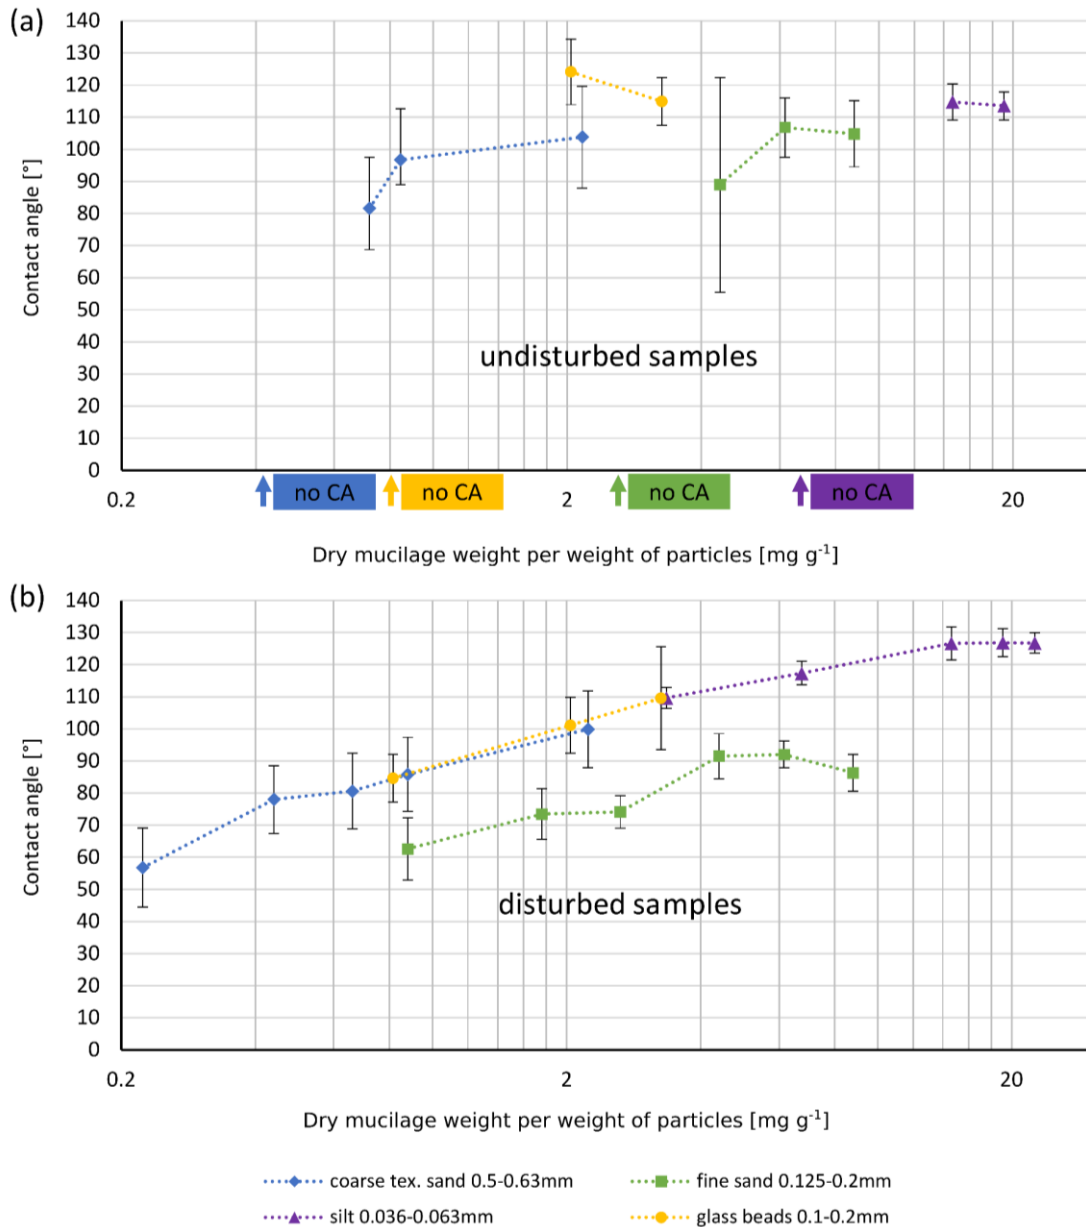 (a)
140
130
120
110
100
90
80
70
60
50
40
30
20
10
0
Contact angle [°]
undisturbed samples
no CA no CA no CA no CA
0.2 2 20
Dry mucilage weight per weight of particles [mg g⁻¹]
(b)
140
130
120
110
100
90
80
70
60
50
40
30
20
10
0
Contact angle [°]
disturbed samples
0.2 2 20
Dry mucilage weight per weight of particles [mg g⁻¹]
coarse tex. sand 0.5-0.63mm fine sand 0.125-0.2mm
silt 0.036-0.063mm glass beads 0.1-0.2mm